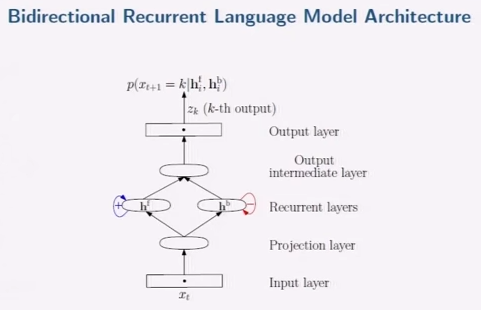 Bidirectional Recurrent Language Model Architecture
p(x_{t+1} = k|h_t^f, h_t^b)
z_k (k-th output)
Output layer
Output
intermediate layer
+ h^f h^b − Recurrent layers
Projection layer
Input layer
x_t